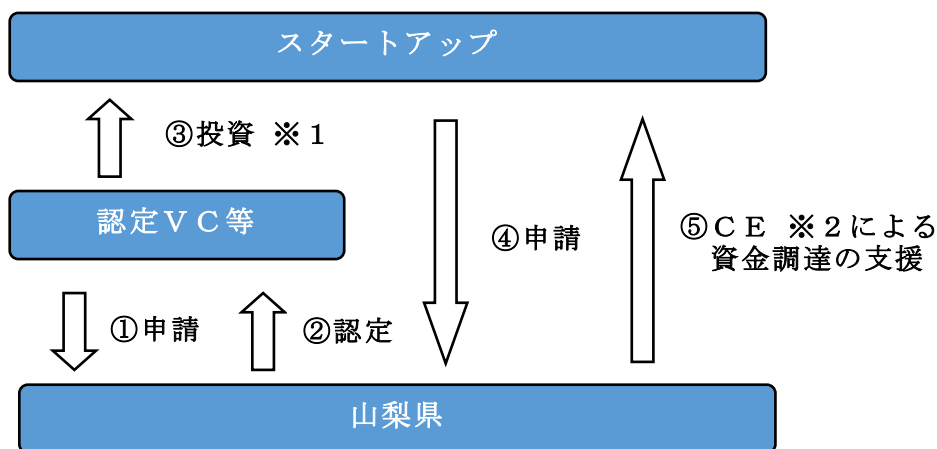 スタートアップ
③投資 ※１
認定ＶＣ等
④申請
⑤ＣＥ ※２による
資金調達の支援
①申請
②認定
山梨県